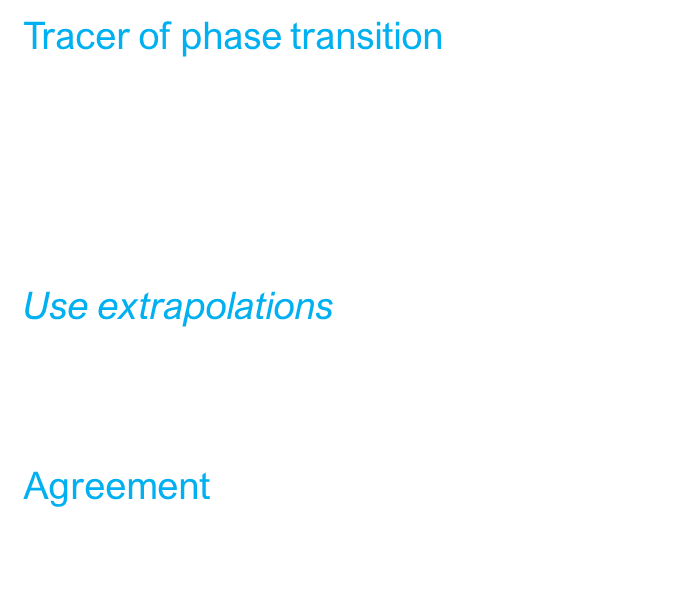 Tracer of phase transition
Use extrapolations
Agreement